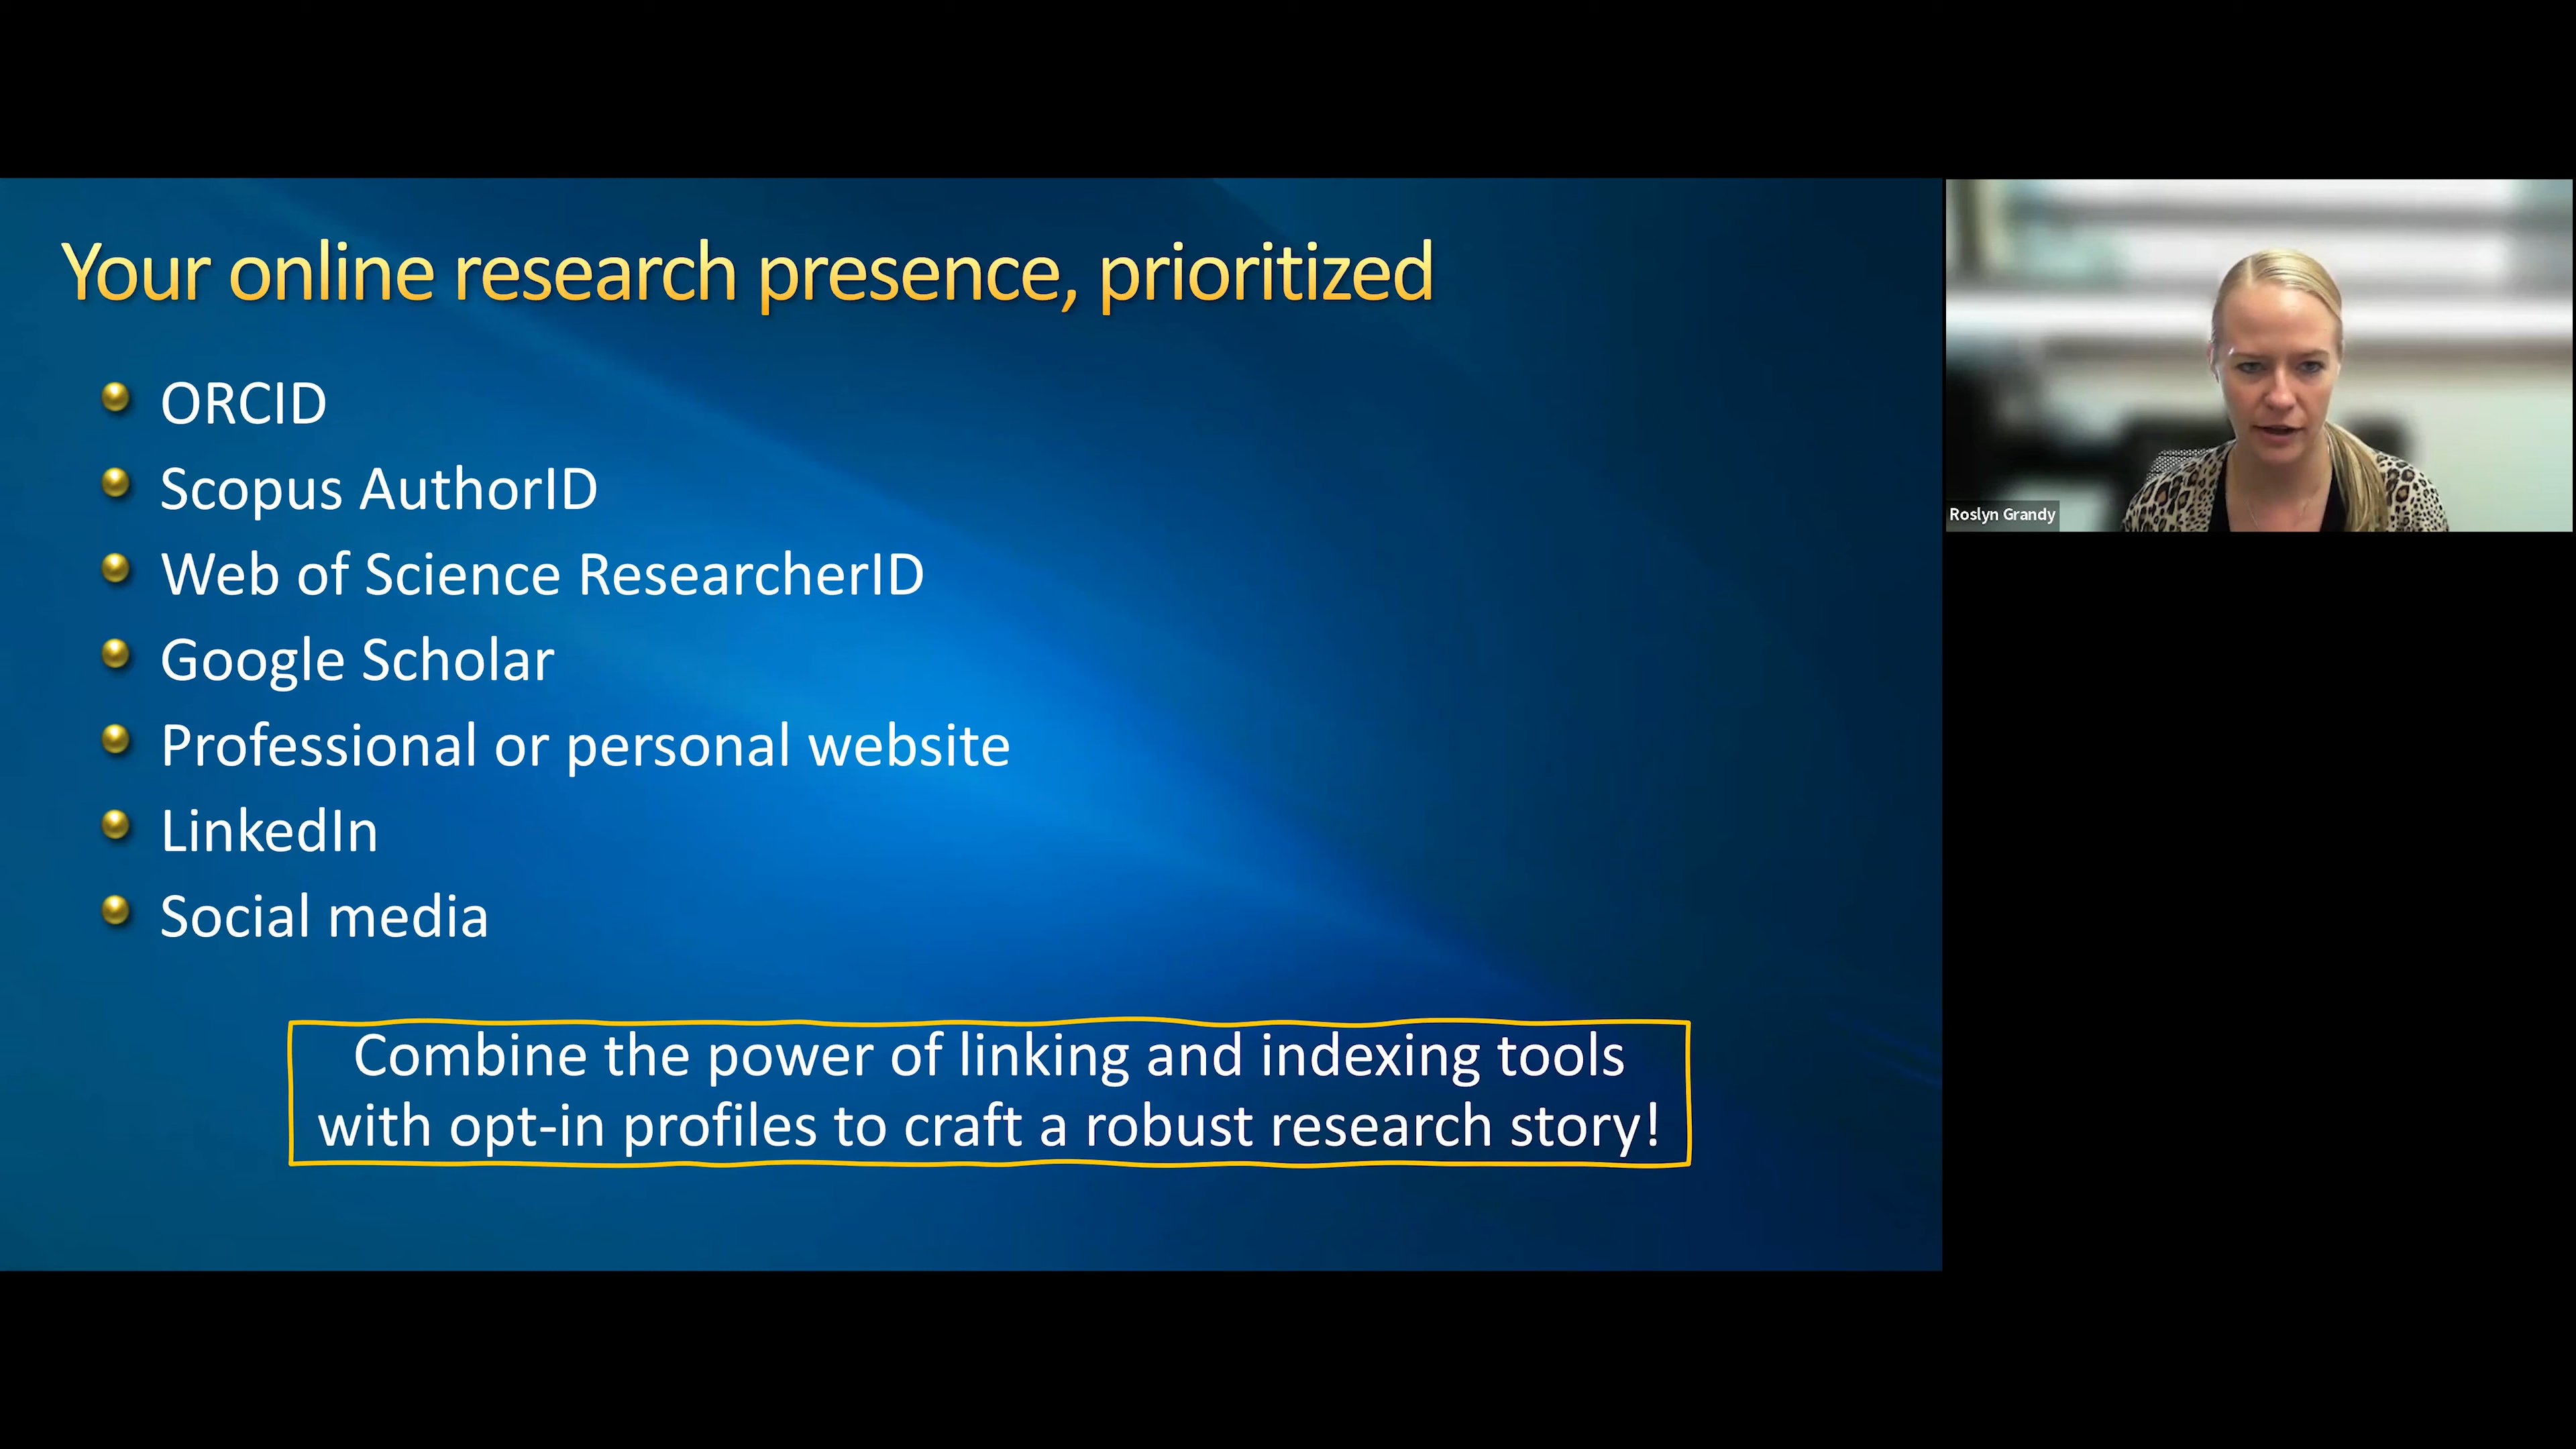 Your online research presence, prioritized
ORCID
Scopus AuthorID
Web of Science ResearcherID
Google Scholar
Professional or personal website
LinkedIn
Social media
Combine the power of linking and indexing tools
with opt-in profiles to craft a robust research story!
Roslyn Grandy